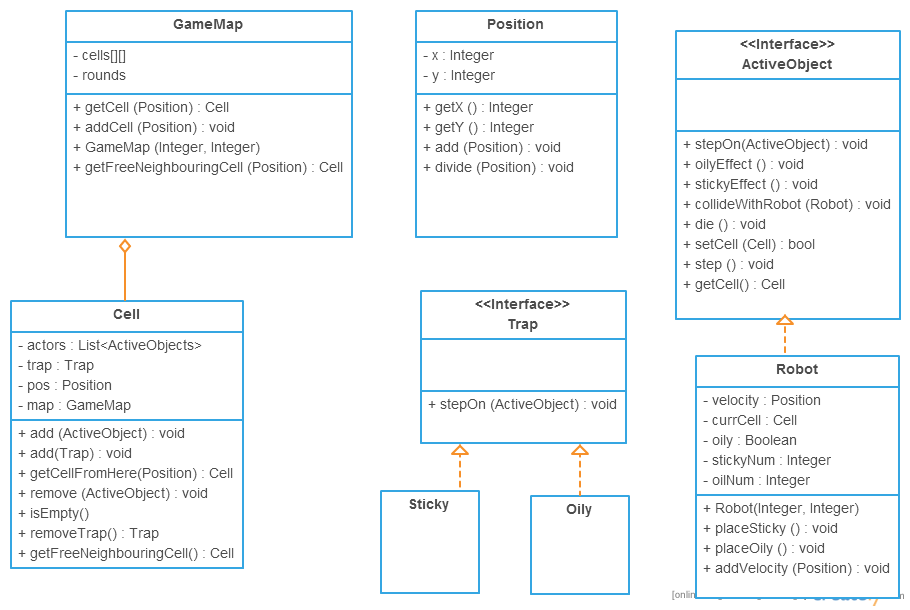 GameMap
- cells[][]
- rounds
+ getCell (Position) : Cell
+ addCell (Position) : void
+ GameMap (Integer, Integer)
+ getFreeNeighbouringCell (Position) : Cell
Position
- x : Integer
- y : Integer
+ getX () : Integer
+ getY () : Integer
+ add (Position) : void
+ divide (Position) : void
<<Interface>>
ActiveObject
+ stepOn(ActiveObject) : void
+ oilyEffect () : void
+ stickyEffect () : void
+ collideWithRobot (Robot) : void
+ die () : void
+ setCell (Cell) : bool
+ step () : void
+ getCell() : Cell
Cell
- actors : List<ActiveObjects>
- trap : Trap
- pos : Position
- map : GameMap
+ add (ActiveObject) : void
+ add(Trap) : void
+ getCellFromHere(Position) : Cell
+ remove (ActiveObject) : void
+ isEmpty()
+ removeTrap() : Trap
+ getFreeNeighbouringCell() : Cell
<<Interface>>
Trap
+ stepOn (ActiveObject) : void
Sticky
Oily
Robot
- velocity : Position
- currCell : Cell
- oily : Boolean
- stickyNum : Integer
- oilNum : Integer
+ Robot(Integer, Integer)
+ placeSticky () : void
+ placeOily () : void
+ addVelocity (Position) : void